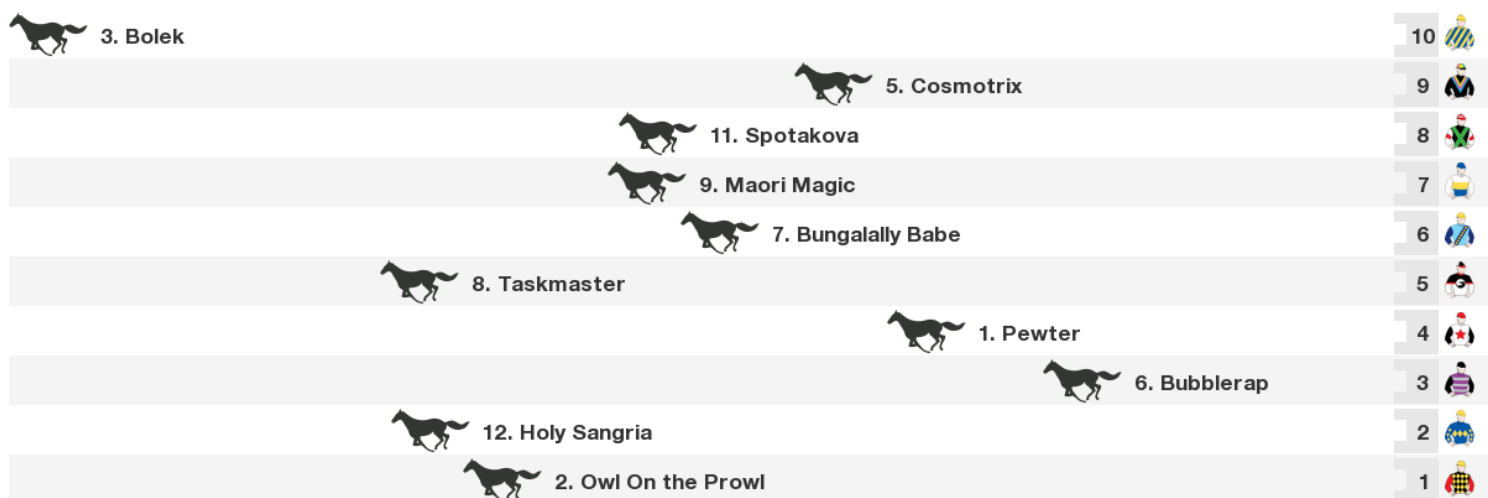 3. Bolek 10
5. Cosmotrix 9
11. Spotakova 8
9. Maori Magic 7
7. Bungalally Babe 6
8. Taskmaster 5
1. Pewter 4
6. Bubblerap 3
12. Holy Sangria 2
2. Owl On the Prowl 1